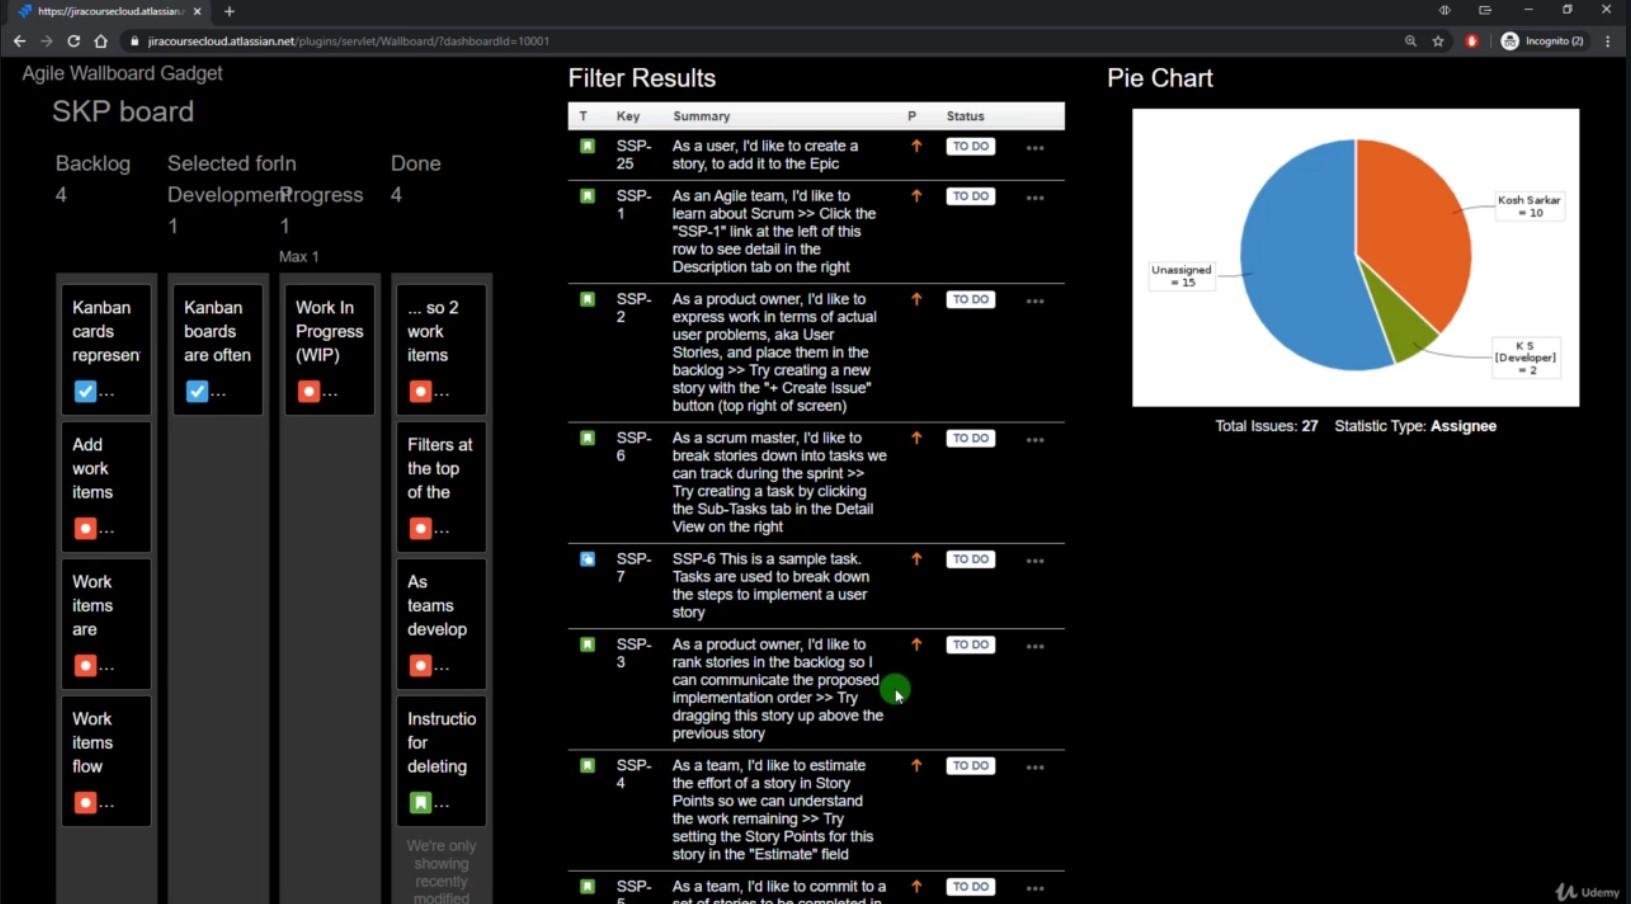 https://jiracoursecloud.atlassian.
jiracoursecloud.atlassian.net/plugins/servlet/Wallboard/?dashboardId=10001
Incognito (2)
Agile Wallboard Gadget
SKP board
Backlog
4
Selected for
Development
1
In
Progress
1
Max 1
Done
4
Kanban
cards
represen
...
Add
work
items
...
Work
items
are
...
Work
items
flow
...
Kanban
boards
are often
...
Work In
Progress
(WIP)
...
... so 2
work
items
...
Filters at
the top
of the
...
As
teams
develop
...
Instructio
for
deleting
...
We're only
showing
recently
modified
Filter Results
T Key Summary P Status
SSP-
25
As a user, I'd like to create a
story, to add it to the Epic
TO DO
SSP-
1
As an Agile team, I'd like to
learn about Scrum >> Click the
"SSP-1" link at the left of this
row to see detail in the
Description tab on the right
TO DO
SSP-
2
As a product owner, I'd like to
express work in terms of actual
user problems, aka User
Stories, and place them in the
backlog >> Try creating a new
story with the "+ Create Issue"
button (top right of screen)
TO DO
SSP-
6
As a scrum master, I'd like to
break stories down into tasks we
can track during the sprint >>
Try creating a task by clicking
the Sub-Tasks tab in the Detail
View on the right
TO DO
SSP-
7
SSP-6 This is a sample task.
Tasks are used to break down
the steps to implement a user
story
TO DO
SSP-
3
As a product owner, I'd like to
rank stories in the backlog so I
can communicate the proposed
implementation order >> Try
dragging this story up above the
previous story
TO DO
SSP-
4
As a team, I'd like to estimate
the effort of a story in Story
Points so we can understand
the work remaining >> Try
setting the Story Points for this
story in the "Estimate" field
TO DO
SSP-
5
As a team, I'd like to commit to a
set of stories to be completed in
TO DO
Pie Chart
Kosh Sarkar
= 10
Unassigned
= 15
K S
[Developer]
= 2
Total Issues: 27 Statistic Type: Assignee
Udemy